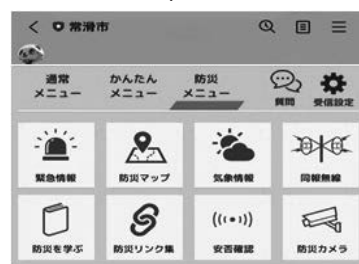 常滑市
通常
メニュー
かんたん
メニュー
防災
メニュー
質問
受信設定
緊急情報
防災マップ
気象情報
同報無線
防災を学ぶ
防災リンク集
安否確認
防災カメラ